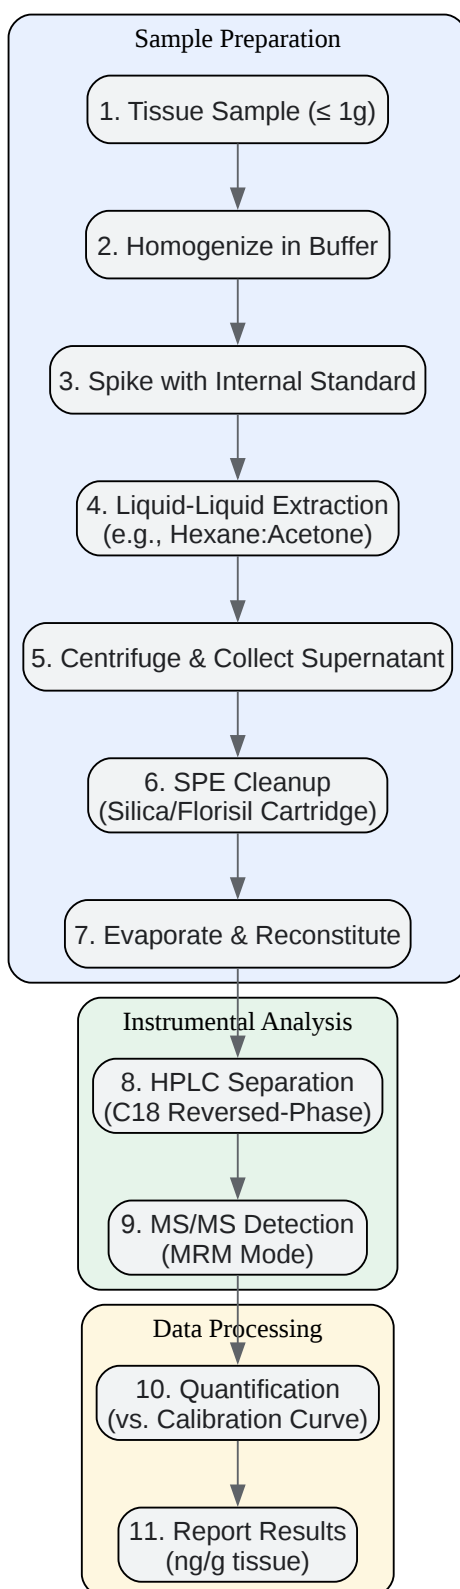 Sample Preparation
1. Tissue Sample (≤ 1g)
2. Homogenize in Buffer
3. Spike with Internal Standard
4. Liquid-Liquid Extraction
(e.g., Hexane:Acetone)
5. Centrifuge & Collect Supernatant
6. SPE Cleanup
(Silica/Florisil Cartridge)
7. Evaporate & Reconstitute
Instrumental Analysis
8. HPLC Separation
(C18 Reversed-Phase)
9. MS/MS Detection
(MRM Mode)
Data Processing
10. Quantification
(vs. Calibration Curve)
11. Report Results
(ng/g tissue)